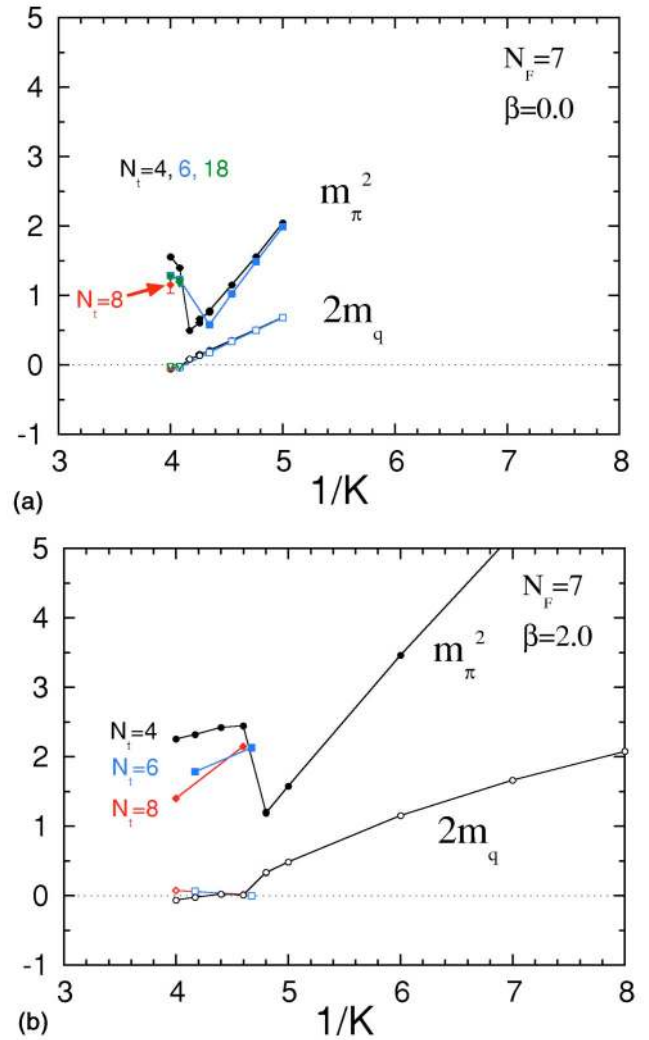 5
N_F=7
β=0.0
4
3
N_t=4, 6, 18
m_π^2
2
1
N_t=8
2m_q
0
-1
3 4 5 6 7 8
(a)
1/K
5
N_F=7
β=2.0
4
m_π^2
3
N_t=4
2
N_t=6
N_t=8
1
2m_q
0
-1
3 4 5 6 7 8
(b)
1/K